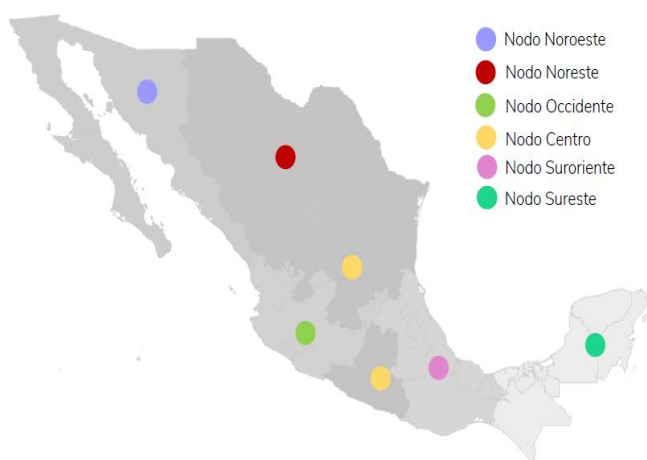 Nodo Noroeste
Nodo Noreste
Nodo Occidente
Nodo Centro
Nodo Suroriente
Nodo Sureste